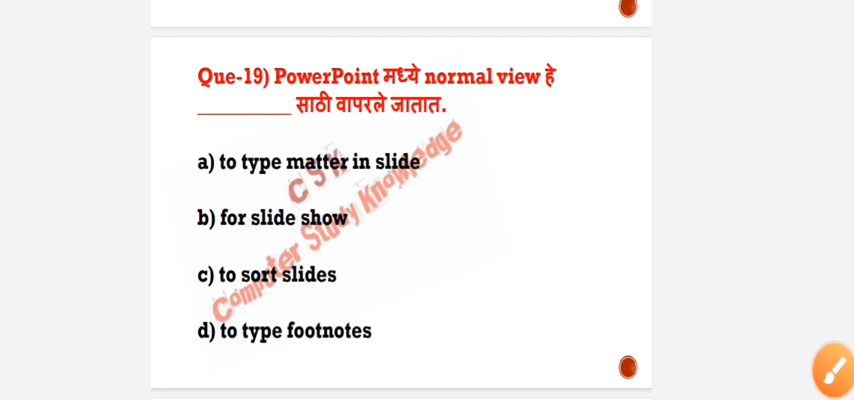 Que-19) PowerPoint मध्ये normal view हे
__________ साठी वापरले जातात.
a) to type matter in slide
b) for slide show
c) to sort slides
d) to type footnotes
C S K
Computer Study Knowledge